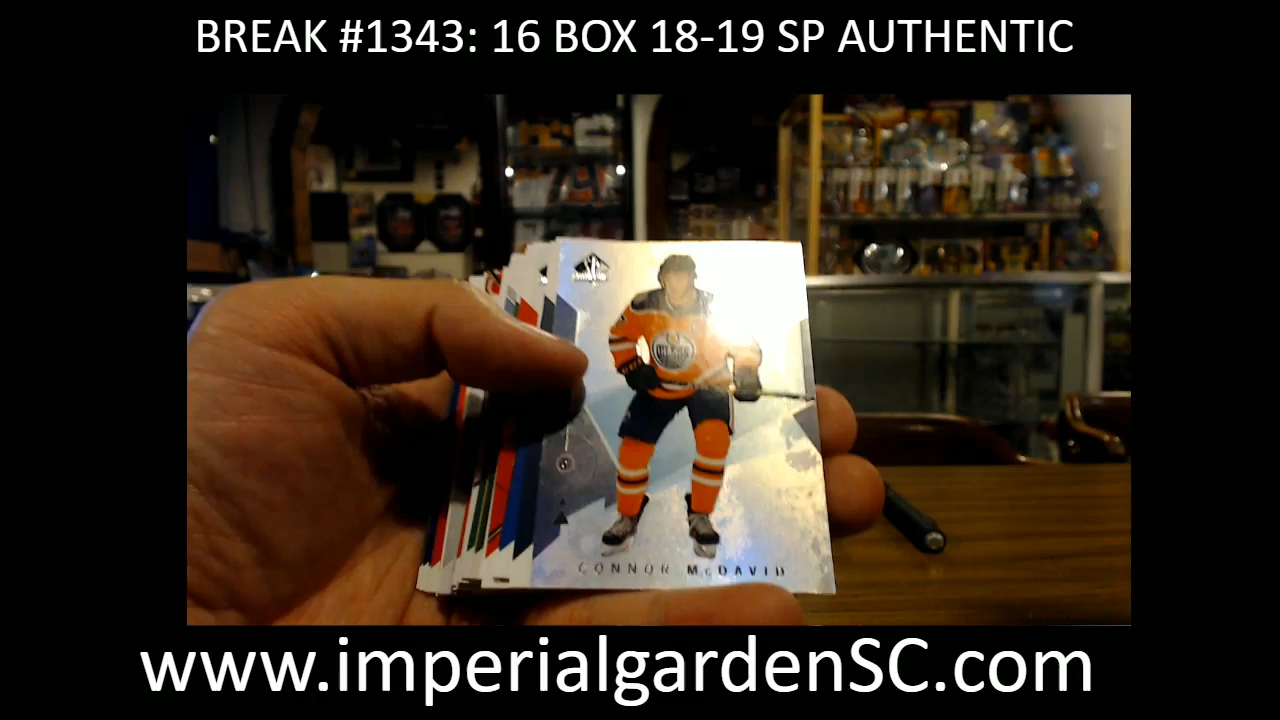 BREAK #1343: 16 BOX 18-19 SP AUTHENTIC
CONNOR McDAVID
www.imperialgardenSC.com